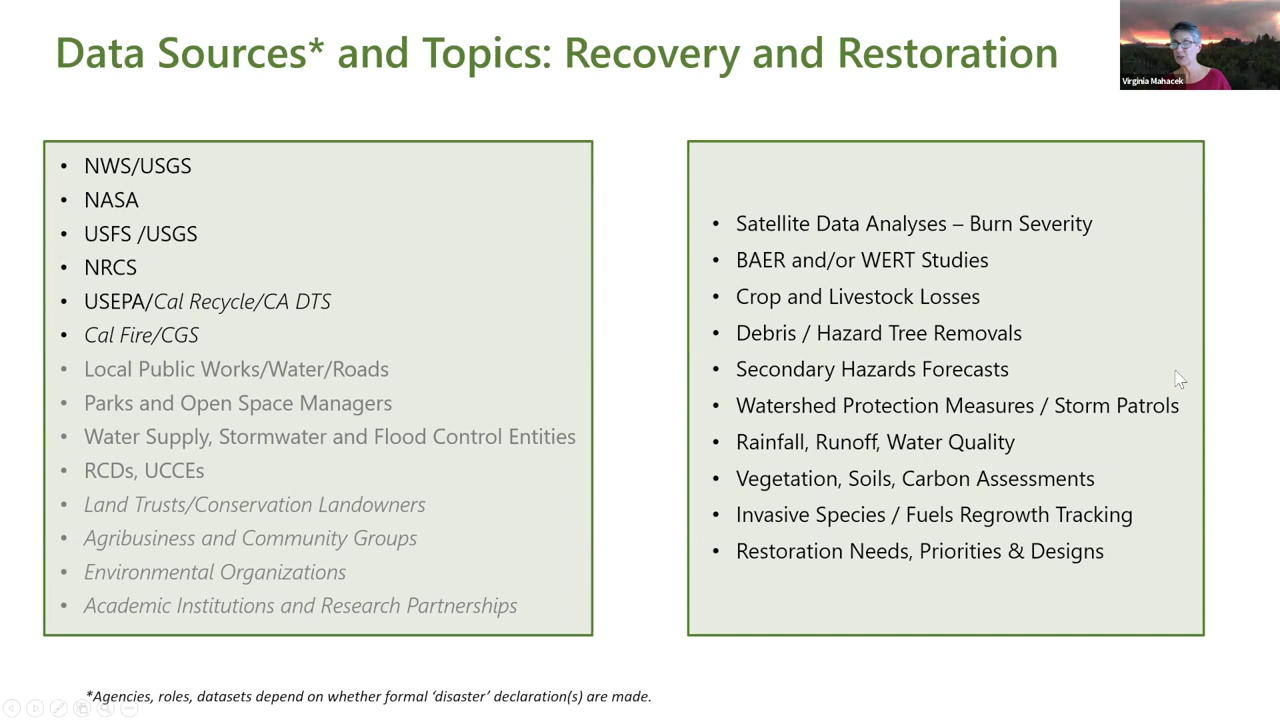 Data Sources* and Topics: Recovery and Restoration
Virginia Mahacek
• NWS/USGS
• NASA
• USFS /USGS
• NRCS
• USEPA/Cal Recycle/CA DTS
• Cal Fire/CGS
• Local Public Works/Water/Roads
• Parks and Open Space Managers
• Water Supply, Stormwater and Flood Control Entities
• RCDs, UCCEs
• Land Trusts/Conservation Landowners
• Agribusiness and Community Groups
• Environmental Organizations
• Academic Institutions and Research Partnerships
• Satellite Data Analyses – Burn Severity
• BAER and/or WERT Studies
• Crop and Livestock Losses
• Debris / Hazard Tree Removals
• Secondary Hazards Forecasts
• Watershed Protection Measures / Storm Patrols
• Rainfall, Runoff, Water Quality
• Vegetation, Soils, Carbon Assessments
• Invasive Species / Fuels Regrowth Tracking
• Restoration Needs, Priorities & Designs
*Agencies, roles, datasets depend on whether formal ‘disaster’ declaration(s) are made.